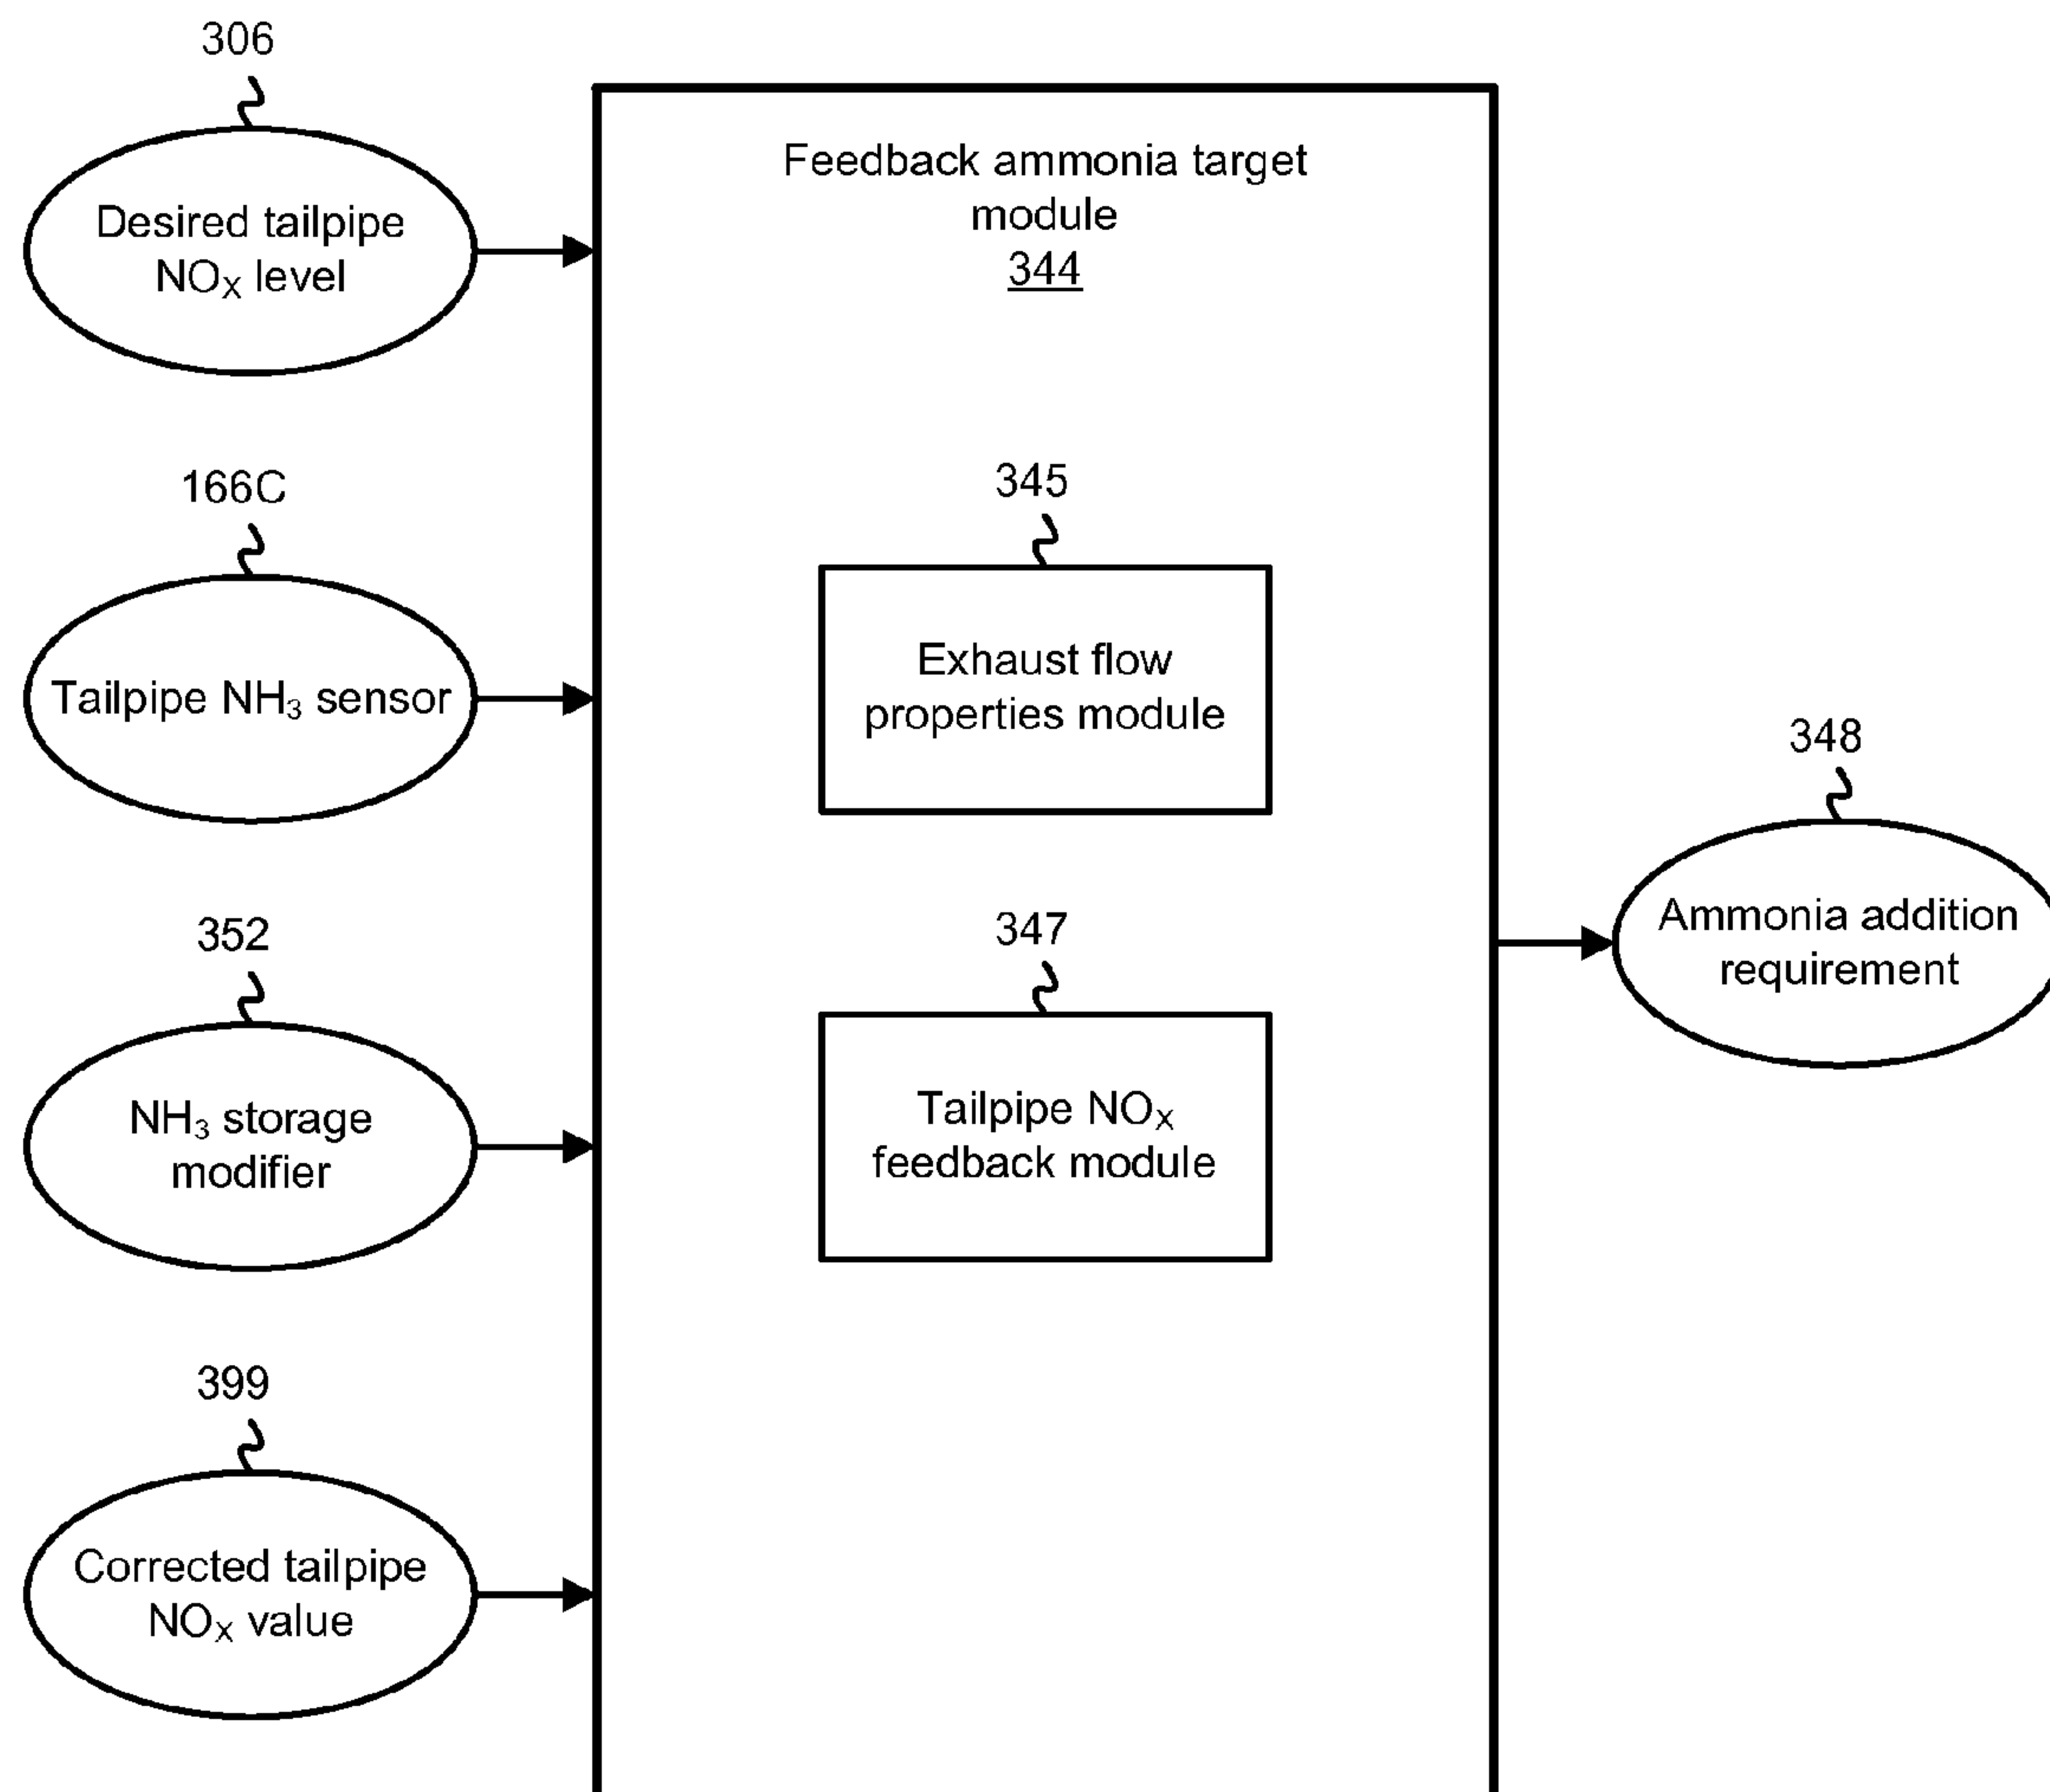 306
Desired tailpipe
NOX level
166C
Tailpipe NH3 sensor
352
NH3 storage
modifier
399
Corrected tailpipe
NOX value
Feedback ammonia target
module
344
345
Exhaust flow
properties module
347
Tailpipe NOX
feedback module
348
Ammonia addition
requirement